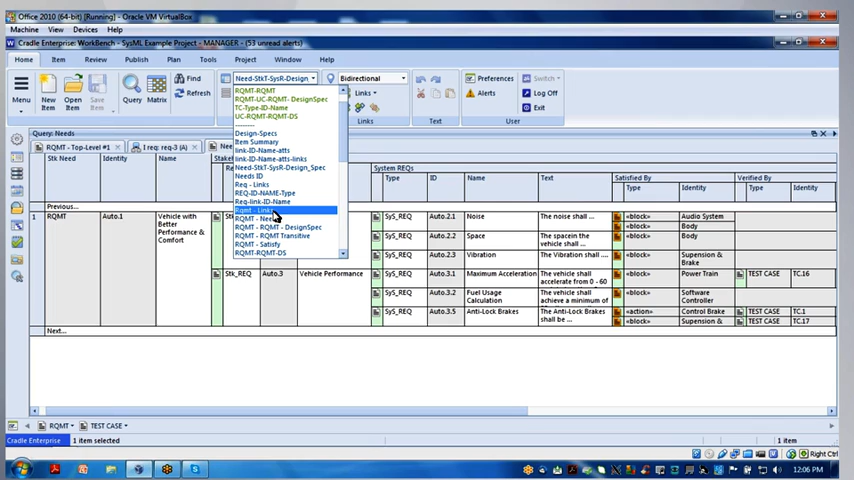 Office 2010 (64-bit) [Running] - Oracle VM VirtualBox
Machine View Devices Help
Cradle Enterprise: WorkBench - SysML Example Project - MANAGER - (53 unread alerts)
Home Item Review Publish Plan Tools Project Window Help
Menu New Open Items Query Matrix Find Refresh
Need-StkT-SysR-Design_ Bidirectional
Links
Preferences Switch
Alerts Log Off
Exit
Links Text User
RQMT-RQMT
RQMT-UC-RQMT- DesignSpec
TC-Type-ID-Name
UC-RQMT-RQMT-DS
Design-Specs
Item Summary
link-ID-Name-atts
link-ID-Name-atts-links
Need-StkT-SysR-Design_Spec
Needs ID
Req - Links
REQ-ID-NAME-Type
Req-link-ID-Name
Rqmt - Links
RQMT - Nee
RQMT - RQMT - DesignSpec
RQMT - RQMT Transitive
RQMT - Satisfy
RQMT-RQMT-DS
Query: Needs
RQMT - Top-Level #1 I req: req-3 (A) Nee
Stk Need Identity Name Stake System REQs
Type ID Name Text Satisfied By Verified By
Type Identity Type Identity
Previous...
1 RQMT Auto.1 Vehicle with Better Performance & Comfort
SyS_REQ Auto.2.1 Noise The noise shall ... «block» Audio System
«block» Body
SyS_REQ Auto.2.2 Space The spacein the vehicle shall ... «block» Body
SyS_REQ Auto.2.3 Vibration The Vibration shall ... «block» Supension & Brake
Stk_REQ Auto.3 Vehicle Performance SyS_REQ Auto.3.1 Maximum Acceleration The vehicle shall accelerate from 0 - 60 «block» Power Train TEST CASE TC.16
SyS_REQ Auto.3.2 Fuel Usage Calculation The vehicle shall achieve a minimum of «block» Software Controller
SyS_REQ Auto.3.5 Anti-Lock Brakes The Anti-Lock Brakes shall be ... «action» Control Brake TEST CASE TC.1
«block» Supension & TEST CASE TC.17
Next...
RQMT TEST CASE
Cradle Enterprise 1 item selected 1 item
Right Ctrl
12:06 PM